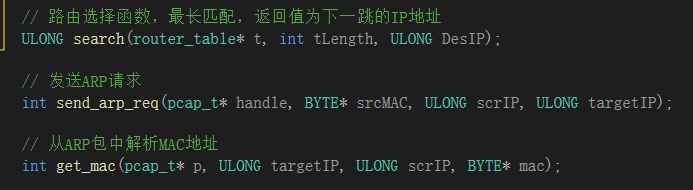 // 路由选择函数，最长匹配，返回值为下一跳的IP地址
ULONG search(router_table* t, int tLength, ULONG DesIP);
// 发送ARP请求
int send_arp_req(pcap_t* handle, BYTE* srcMAC, ULONG scrIP, ULONG targetIP);
// 从ARP包中解析MAC地址
int get_mac(pcap_t* p, ULONG targetIP, ULONG scrIP, BYTE* mac);